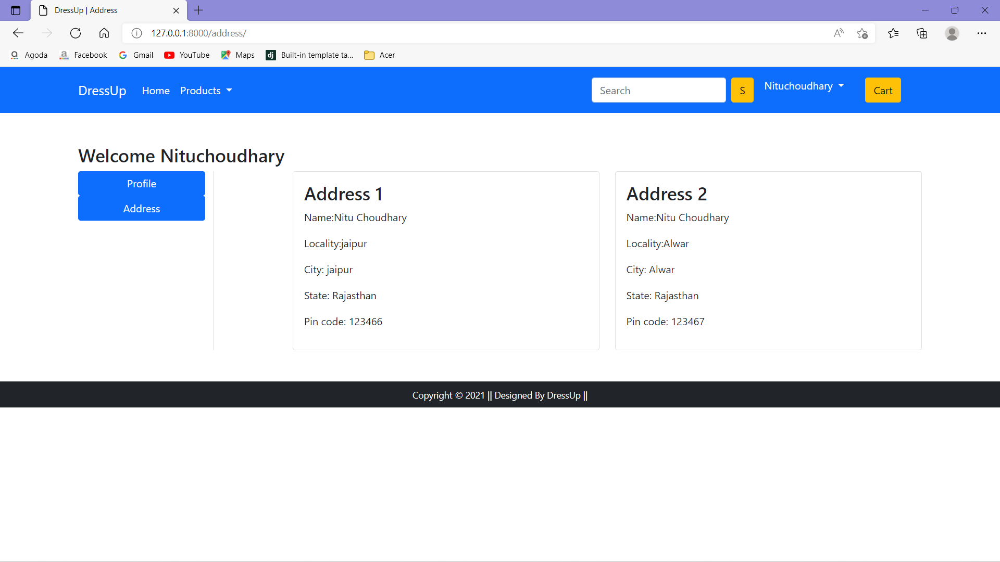 DressUp | Address
127.0.0.1:8000/address/
Agoda Facebook Gmail YouTube Maps Built-in template ta... Acer
DressUp Home Products Search S Nituchoudhary Cart
Welcome Nituchoudhary
Profile
Address
Address 1
Name:Nitu Choudhary
Locality:jaipur
City: jaipur
State: Rajasthan
Pin code: 123466
Address 2
Name:Nitu Choudhary
Locality:Alwar
City: Alwar
State: Rajasthan
Pin code: 123467
Copyright © 2021 || Designed By DressUp ||